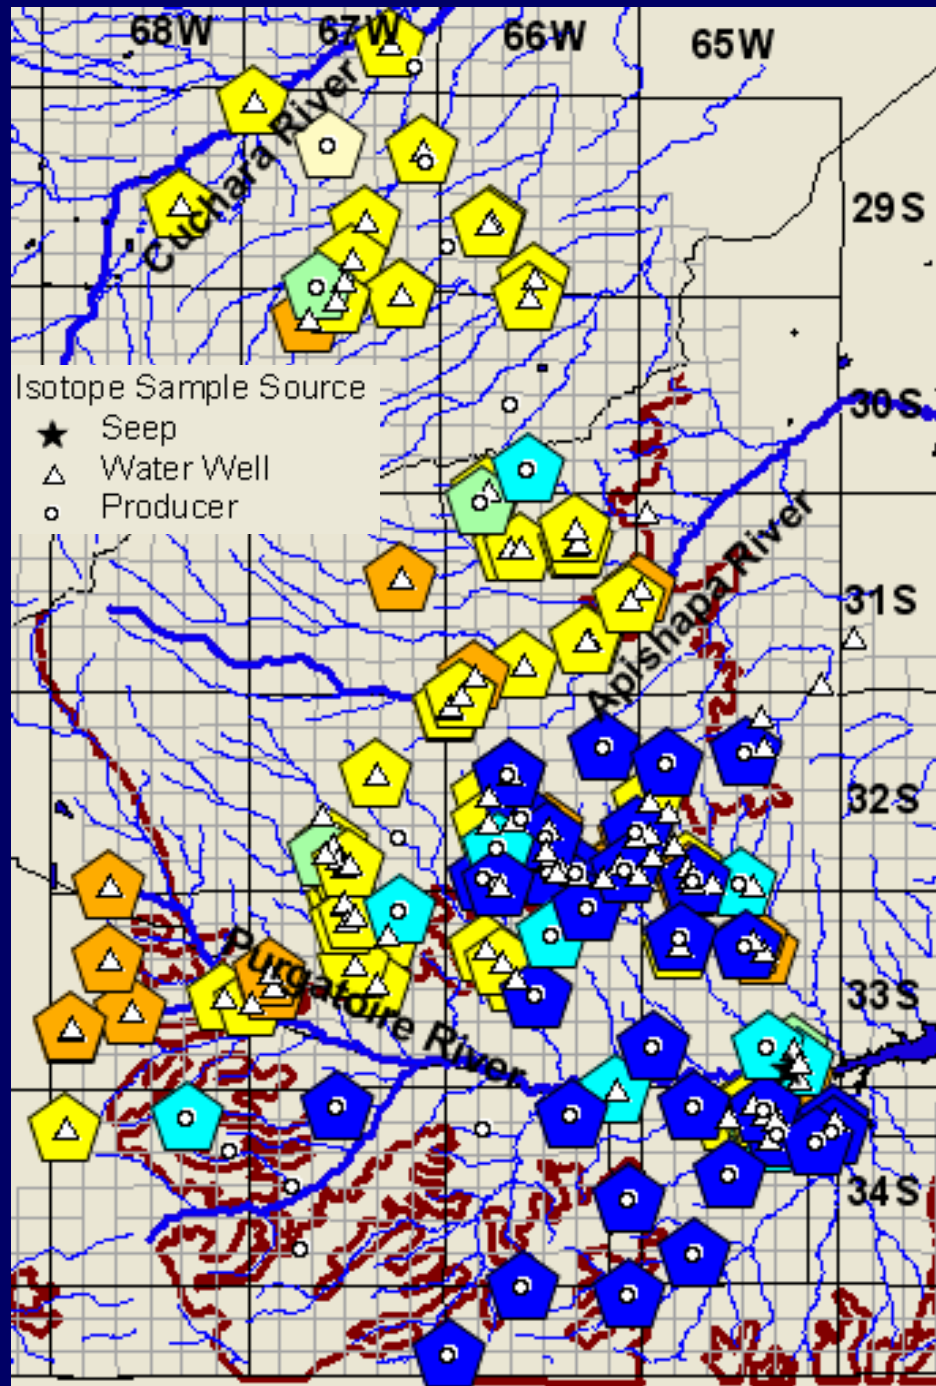 68W
67W
66W
65W
Cuchara River
29S
Isotope Sample Source
Seep
Water Well
Producer
30S
31S
Apishapa River
32S
33S
Purgatoire River
34S